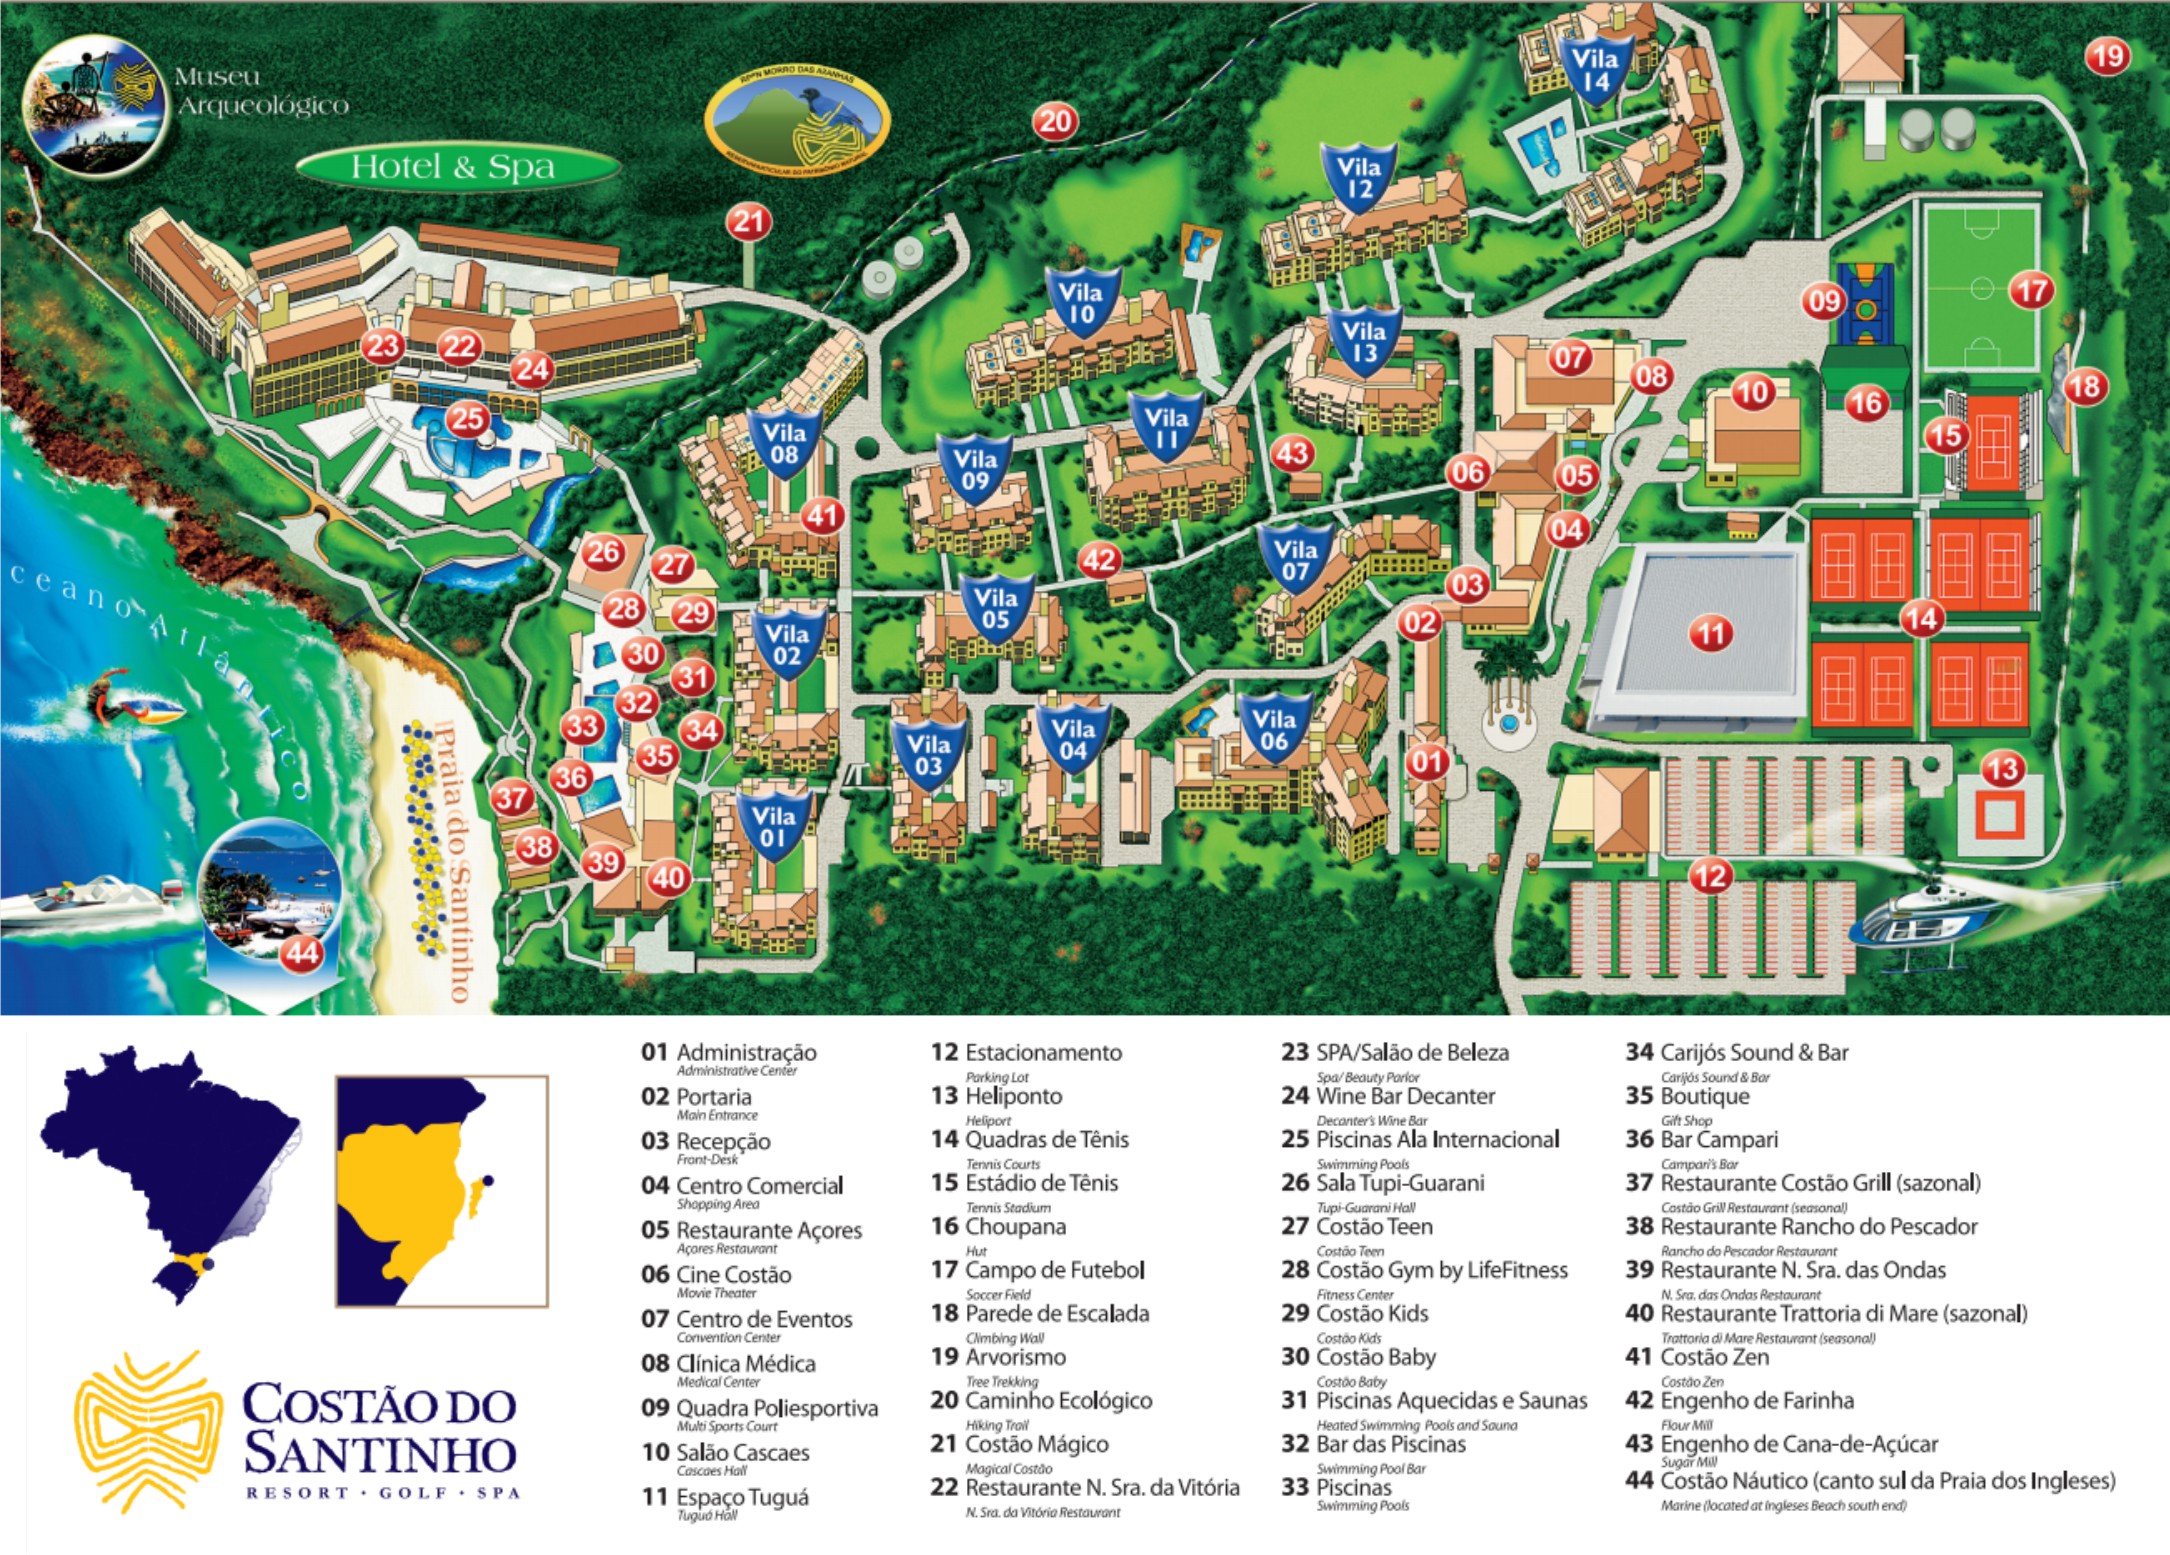 Museu
Arqueológico
Hotel & Spa
RPPN MORRO DAS ARANHAS
RESERVA PARTICULAR DO PATRIMÔNIO NATURAL
19
20
21
Vila
14
Vila
12
Vila
10
Vila
13
09
17
23
22
24
25
07
08
10
16
18
15
Vila
08
Vila
09
Vila
11
43
06
05
04
41
26
27
42
Vila
07
28
29
Vila
02
Vila
05
03
02
11
14
30
31
32
33
34
35
36
37
38
39
40
Vila
03
Vila
04
Vila
06
01
13
Vila
01
12
44
ceano Atlântico
Praia do Santinho
COSTÃO DO
SANTINHO
RESORT · GOLF · SPA
01 Administração
Administrative Center
02 Portaria
Main Entrance
03 Recepção
Front-Desk
04 Centro Comercial
Shopping Area
05 Restaurante Açores
Açores Restaurant
06 Cine Costão
Movie Theater
07 Centro de Eventos
Convention Center
08 Clínica Médica
Medical Center
09 Quadra Poliesportiva
Multi Sports Court
10 Salão Cascaes
Cascaes Hall
11 Espaço Tuguá
Tuguá Hall
12 Estacionamento
Parking Lot
13 Heliponto
Heliport
14 Quadras de Tênis
Tennis Courts
15 Estádio de Tênis
Tennis Stadium
16 Choupana
Hut
17 Campo de Futebol
Soccer Field
18 Parede de Escalada
Climbing Wall
19 Arvorismo
Tree Trekking
20 Caminho Ecológico
Hiking Trail
21 Costão Mágico
Magical Costão
22 Restaurante N. Sra. da Vitória
N. Sra. da Vitória Restaurant
23 SPA/Salão de Beleza
Spa/ Beauty Parlor
24 Wine Bar Decanter
Decanter's Wine Bar
25 Piscinas Ala Internacional
Swimming Pools
26 Sala Tupi-Guarani
Tupi-Guarani Hall
27 Costão Teen
Costão Teen
28 Costão Gym by LifeFitness
Fitness Center
29 Costão Kids
Costão Kids
30 Costão Baby
Costão Baby
31 Piscinas Aquecidas e Saunas
Heated Swimming Pools and Sauna
32 Bar das Piscinas
Swimming Pool Bar
33 Piscinas
Swimming Pools
34 Carijós Sound & Bar
Carijós Sound & Bar
35 Boutique
Gift Shop
36 Bar Campari
Campari's Bar
37 Restaurante Costão Grill (sazonal)
Costão Grill Restaurant (seasonal)
38 Restaurante Rancho do Pescador
Rancho do Pescador Restaurant
39 Restaurante N. Sra. das Ondas
N. Sra. das Ondas Restaurant
40 Restaurante Trattoria di Mare (sazonal)
Trattoria di Mare Restaurant (seasonal)
41 Costão Zen
Costão Zen
42 Engenho de Farinha
Flour Mill
43 Engenho de Cana-de-Açúcar
Sugar Mill
44 Costão Náutico (canto sul da Praia dos Ingleses)
Marine (located at Ingleses Beach south end)